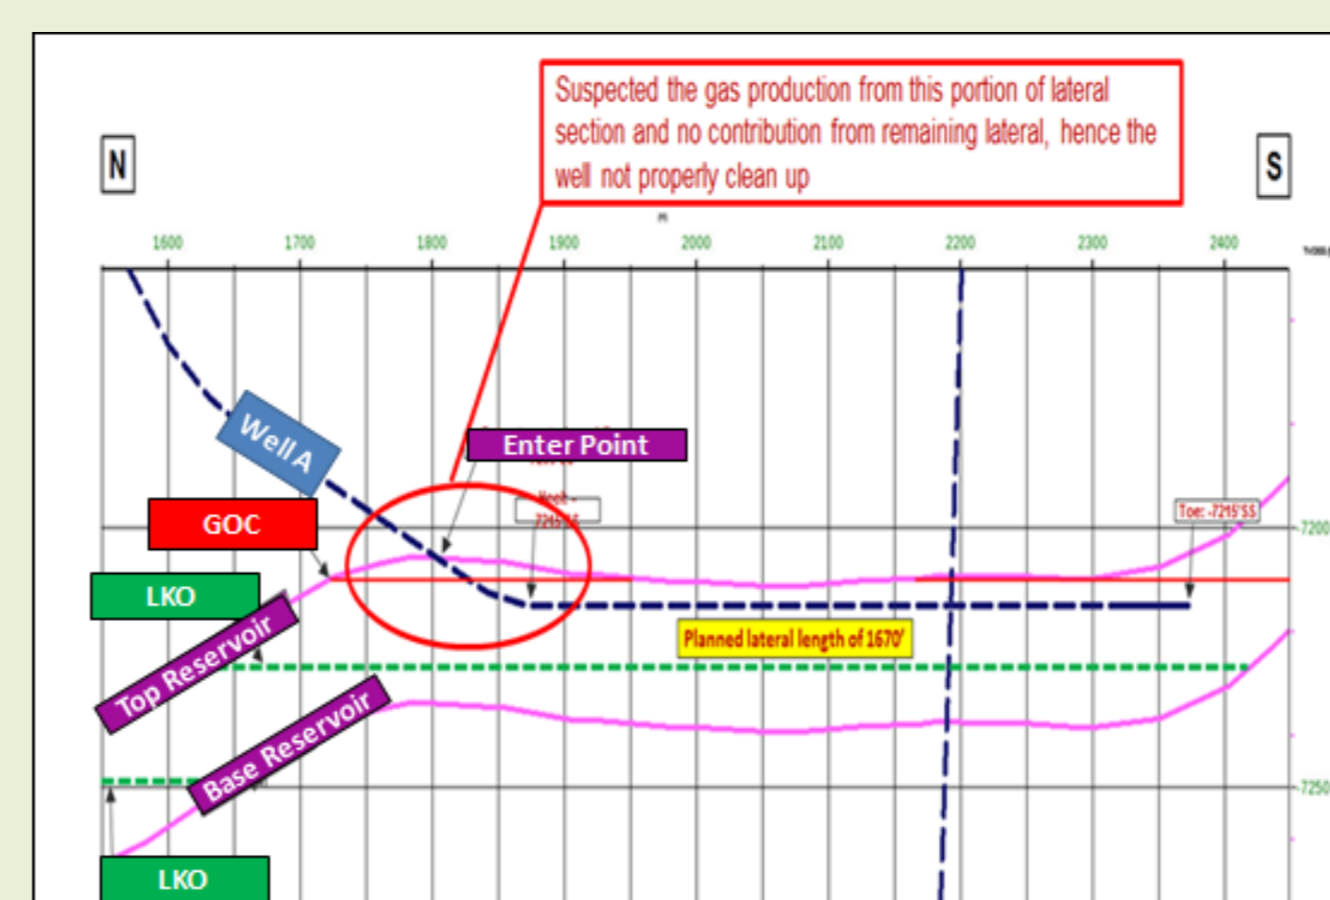 Suspected the gas production from this portion of lateral
section and no contribution from remaining lateral, hence the
well not properly clean up
N
S
1600 1700 1800 1900 2000 2100 2200 2300 2400
Well A
Enter Point
GOC
Toe: -7215'SS
-7200
LKO
Top Reservoir
Planned lateral length of 1670'
Base Reservoir
-7250
LKO